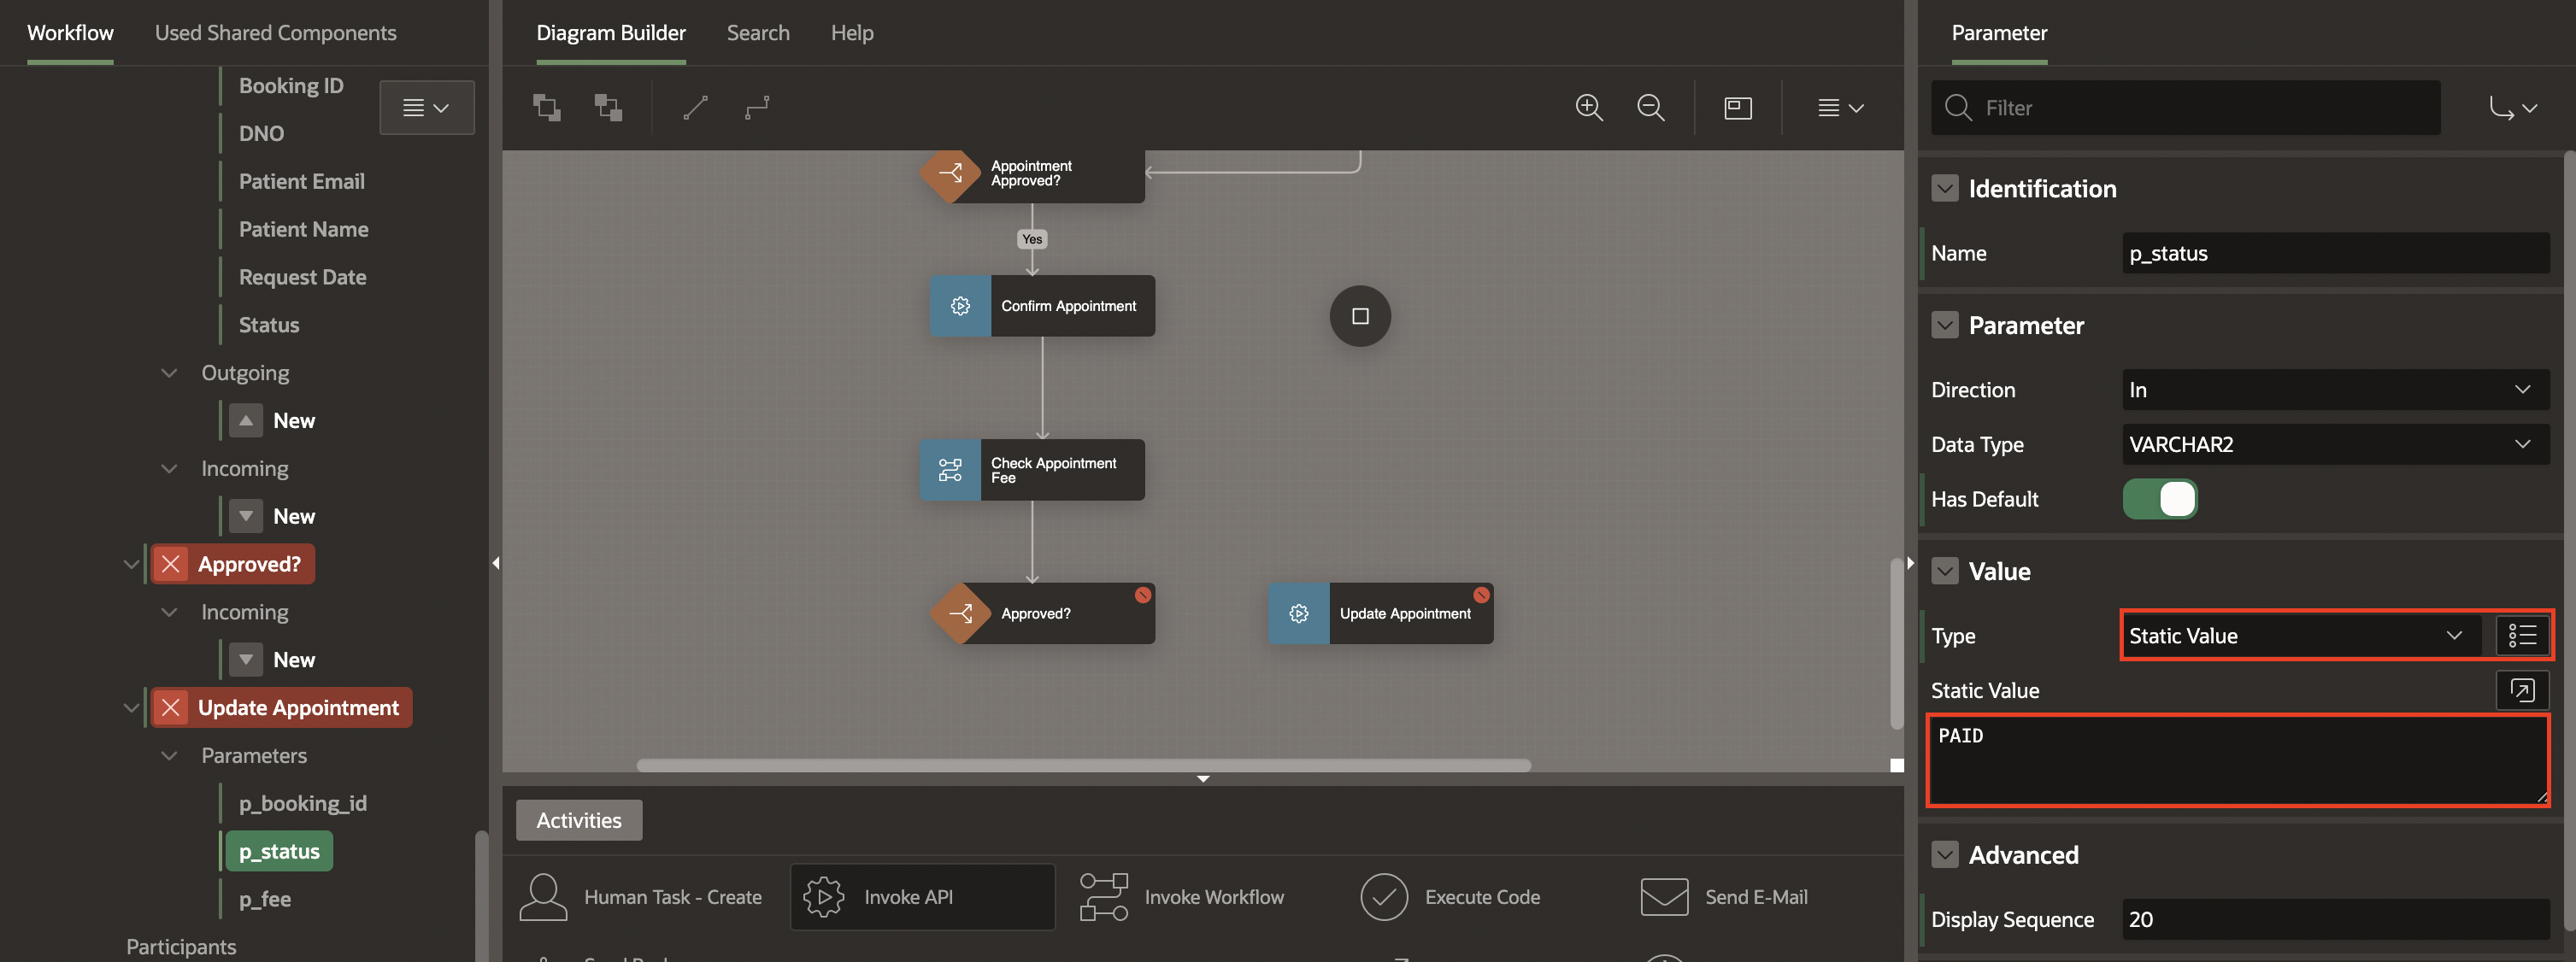 Workflow
Used Shared Components
Booking ID
DNO
Patient Email
Patient Name
Request Date
Status
Outgoing
New
Incoming
New
Approved?
Incoming
New
Update Appointment
Parameters
p_booking_id
p_status
p_fee
Participants
Diagram Builder
Search
Help
Appointment
Approved?
Yes
Confirm Appointment
Check Appointment
Fee
Approved?
Update Appointment
Activities
Human Task - Create
Invoke API
Invoke Workflow
Execute Code
Send E-Mail
Parameter
Filter
Identification
Name
p_status
Parameter
Direction
In
Data Type
VARCHAR2
Has Default
Value
Type
Static Value
Static Value
PAID
Advanced
Display Sequence
20